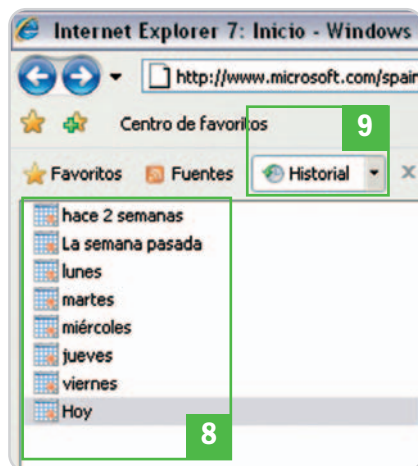 Internet Explorer 7: Inicio - Windows
http://www.microsoft.com/spain
Centro de favoritos
9
Favoritos Fuentes Historial
hace 2 semanas
La semana pasada
lunes
martes
miércoles
jueves
viernes
Hoy
8